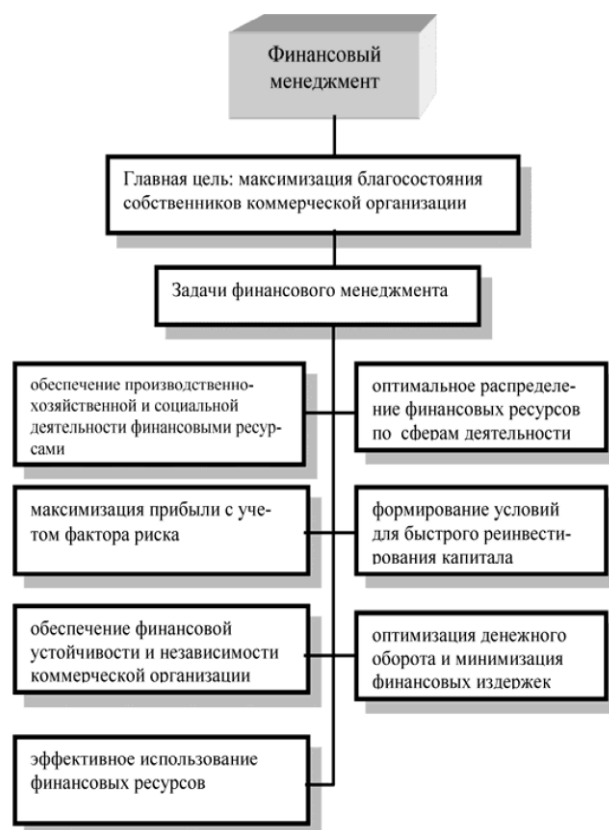 Финансовый
менеджмент
Главная цель: максимизация благосостояния
собственников коммерческой организации
Задачи финансового менеджмента
обеспечение производственно-
хозяйственной и социальной
деятельности финансовыми ресур-
сами
оптимальное распределе-
ние финансовых ресурсов
по сферам деятельности
максимизация прибыли с уче-
том фактора риска
формирование условий
для быстрого реинвести-
рования капитала
обеспечение финансовой
устойчивости и независимости
коммерческой организации
оптимизация денежного
оборота и минимизация
финансовых издержек
эффективное использование
финансовых ресурсов